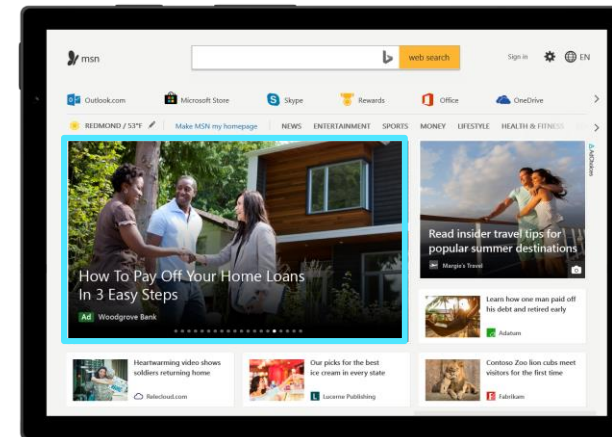 msn
web search
Sign in
EN
Outlook.com
Microsoft Store
Skype
Rewards
Office
OneDrive
REDMOND / 53°F
Make MSN my homepage
NEWS
ENTERTAINMENT
SPORTS
MONEY
LIFESTYLE
HEALTH & FITNESS
AdChoices
How To Pay Off Your Home Loans
In 3 Easy Steps
Ad Woodgrove Bank
Read insider travel tips for
popular summer destinations
Margie's Travel
Learn how one man paid off
his debt and retired early
Adatum
Heartwarming video shows
soldiers returning home
Relecloud.com
Our picks for the best
ice cream in every state
Lucerne Publishing
Contoso Zoo lion cubs meet
visitors for the first time
Fabrikam